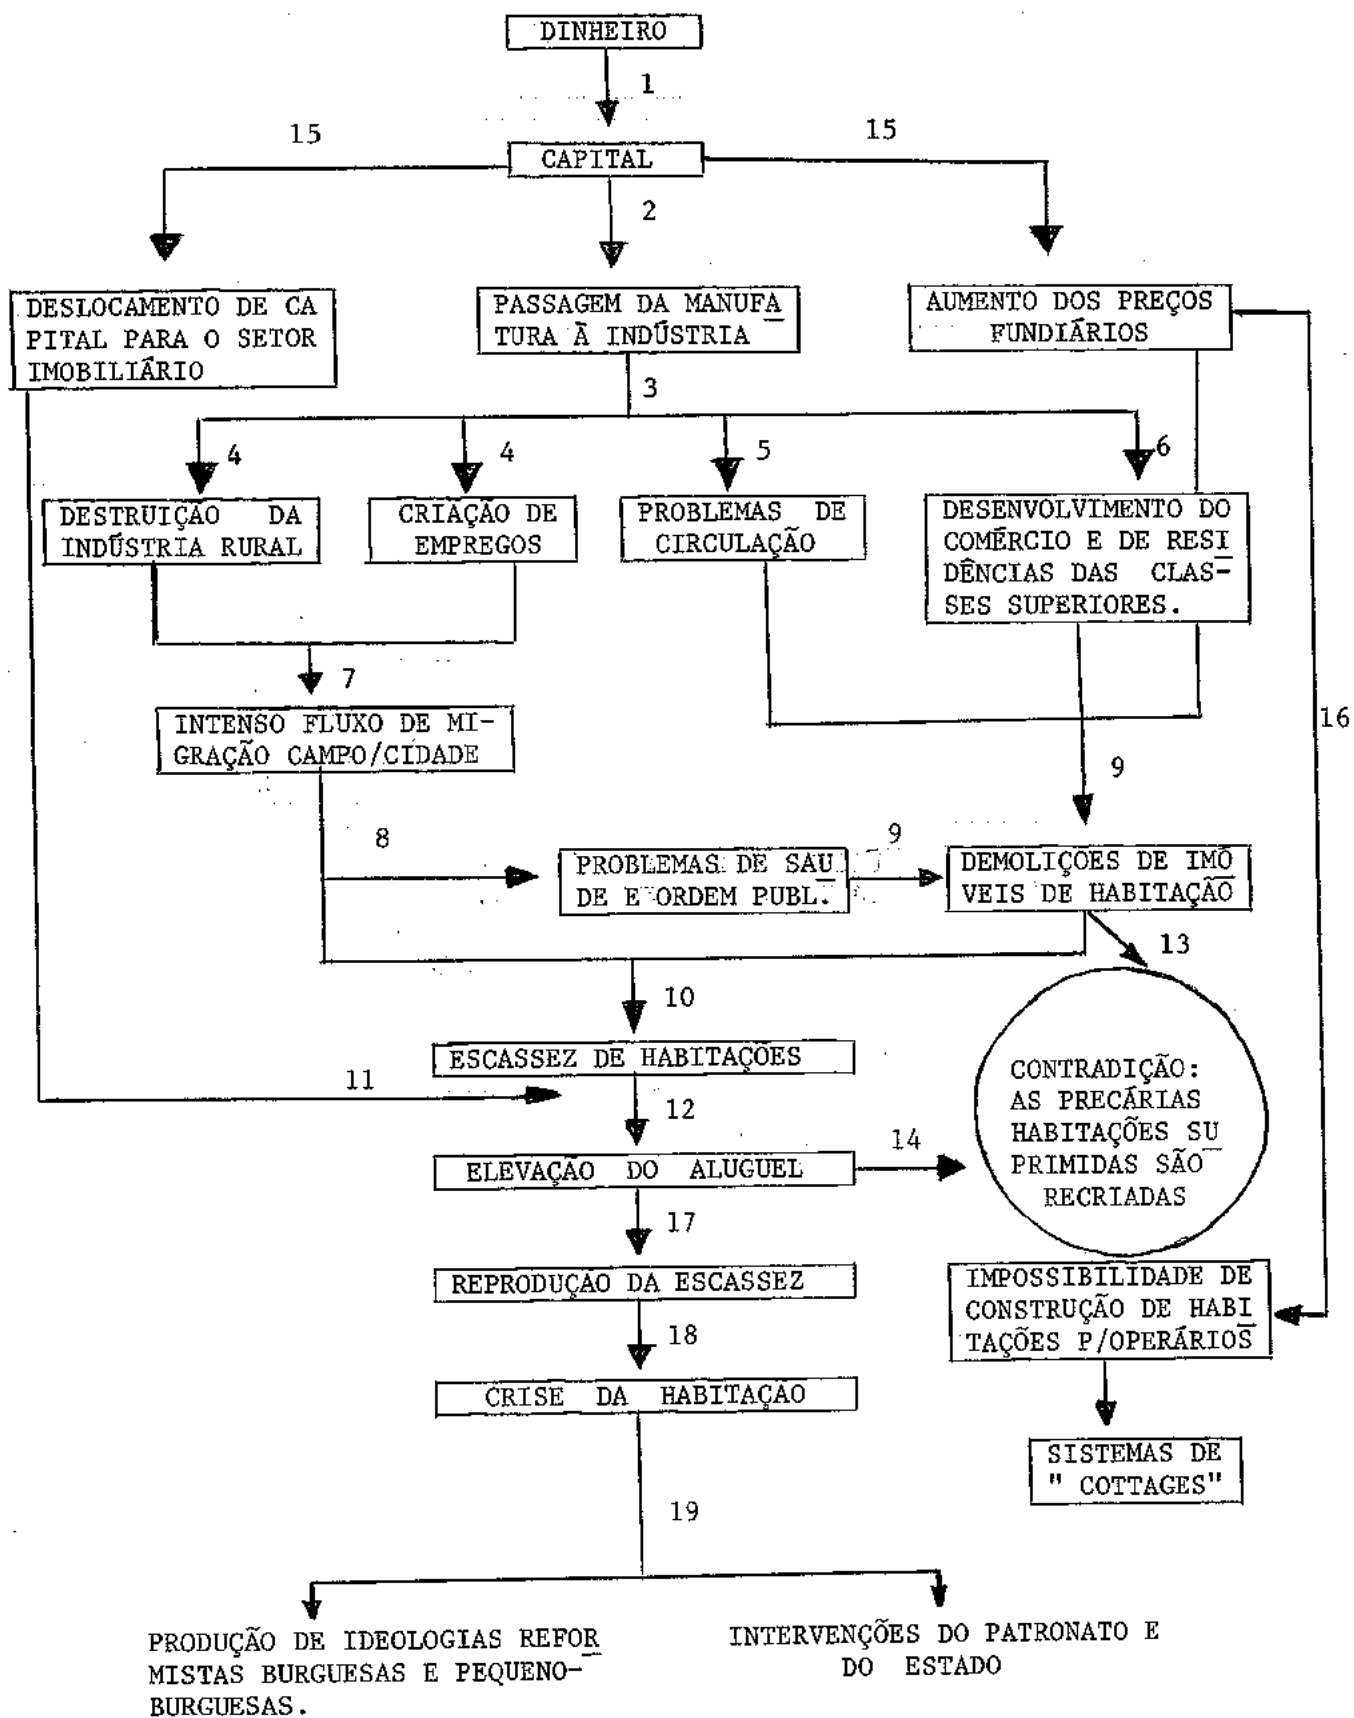 DINHEIRO
1
15
CAPITAL
15
2
DESLOCAMENTO DE CA
PITAL PARA O SETOR
IMOBILIÁRIO
PASSAGEM DA MANUFA
TURA À INDÚSTRIA
AUMENTO DOS PREÇOS
FUNDIÁRIOS
3
4
4
5
6
DESTRUIÇÃO DA
INDÚSTRIA RURAL
CRIAÇÃO DE
EMPREGOS
PROBLEMAS DE
CIRCULAÇÃO
DESENVOLVIMENTO DO
COMÉRCIO E DE RESI
DÊNCIAS DAS CLAS-
SES SUPERIORES.
7
INTENSO FLUXO DE MI-
GRAÇÃO CAMPO/CIDADE
16
9
8
9
PROBLEMAS DE SAU
DE E ORDEM PUBL.
DEMOLIÇÕES DE IMÓ
VEIS DE HABITAÇÃO
13
10
ESCASSEZ DE HABITAÇÕES
11
12
CONTRADIÇÃO:
AS PRECÁRIAS
HABITAÇÕES SU
PRIMIDAS SÃO
RECRIADAS
14
ELEVAÇÃO DO ALUGUEL
17
REPRODUÇÃO DA ESCASSEZ
IMPOSSIBILIDADE DE
CONSTRUÇÃO DE HABI
TAÇÕES P/OPERÁRIOS
18
CRISE DA HABITAÇÃO
SISTEMAS DE
" COTTAGES"
19
PRODUÇÃO DE IDEOLOGIAS REFOR
MISTAS BURGUESAS E PEQUENO-
BURGUESAS.
INTERVENÇÕES DO PATRONATO E
DO ESTADO